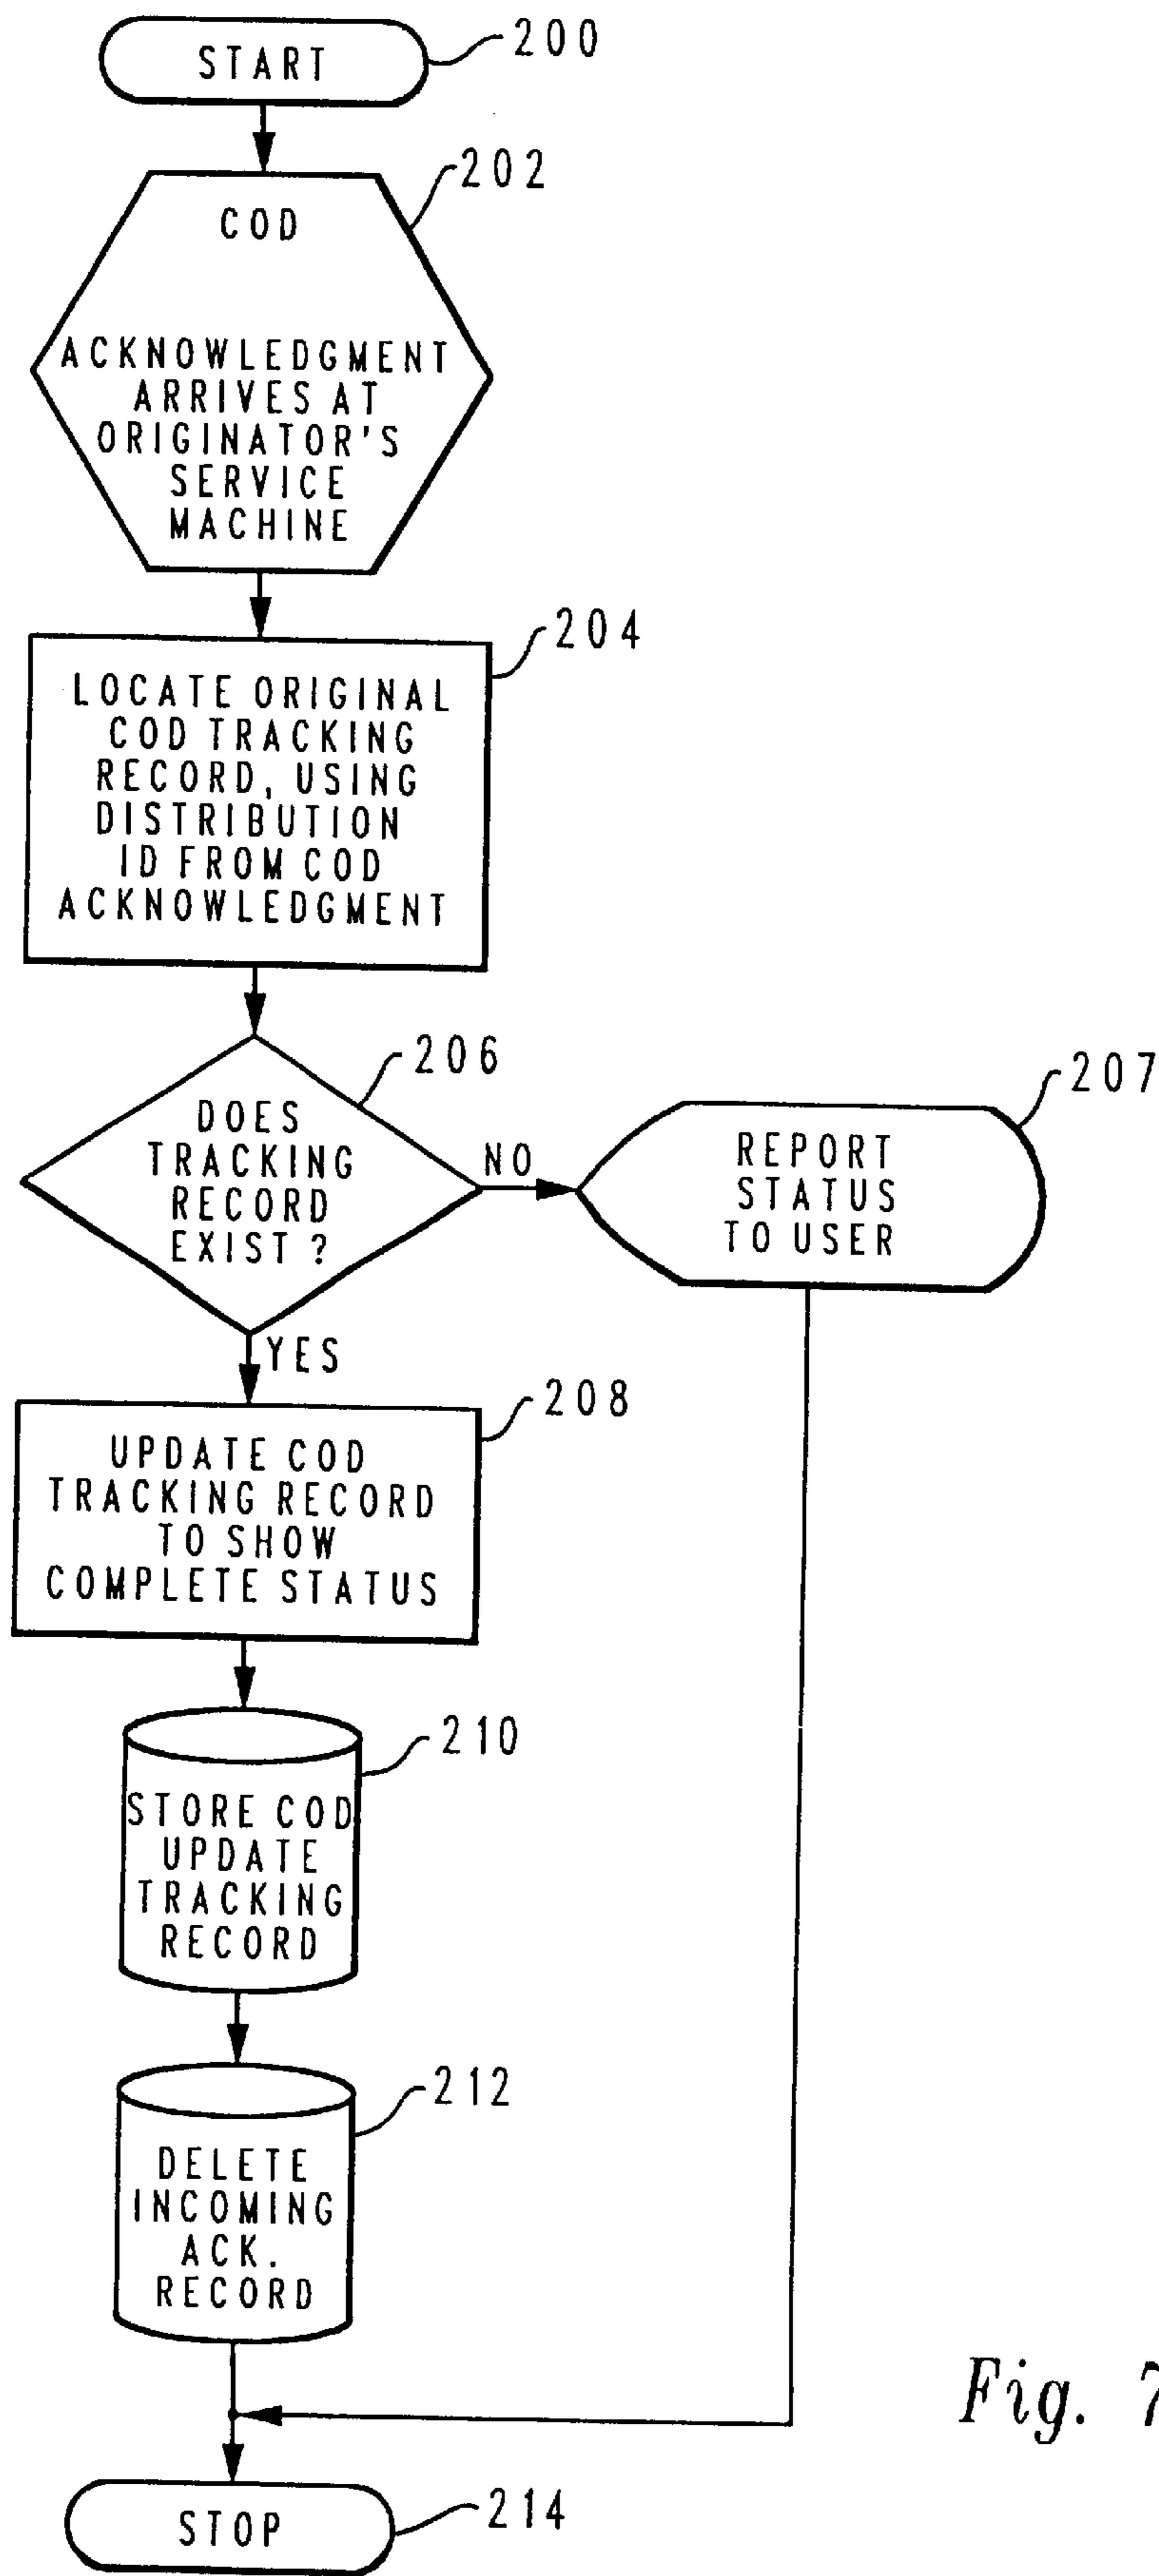 START
200
202
COD
ACKNOWLEDGMENT
ARRIVES AT
ORIGINATOR'S
SERVICE
MACHINE
204
LOCATE ORIGINAL
COD TRACKING
RECORD, USING
DISTRIBUTION
ID FROM COD
ACKNOWLEDGMENT
206
DOES
TRACKING
RECORD
EXIST ?
NO
207
REPORT
STATUS
TO USER
YES
208
UPDATE COD
TRACKING RECORD
TO SHOW
COMPLETE STATUS
210
STORE COD
UPDATE
TRACKING
RECORD
212
DELETE
INCOMING
ACK.
RECORD
Fig. 7
STOP
214